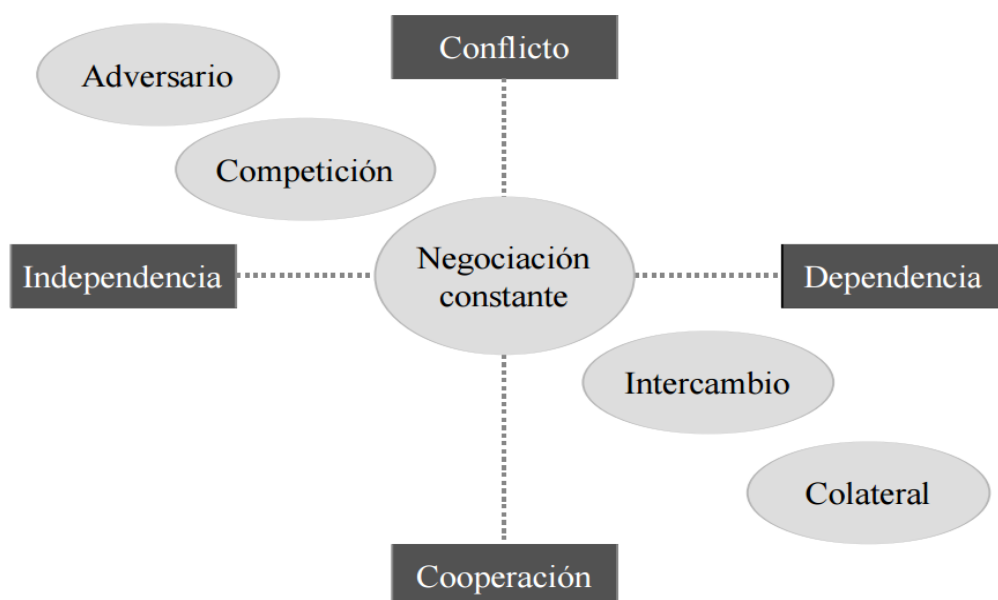 Conflicto
Adversario
Competición
Negociación
constante
Independencia
Dependencia
Intercambio
Colateral
Cooperación